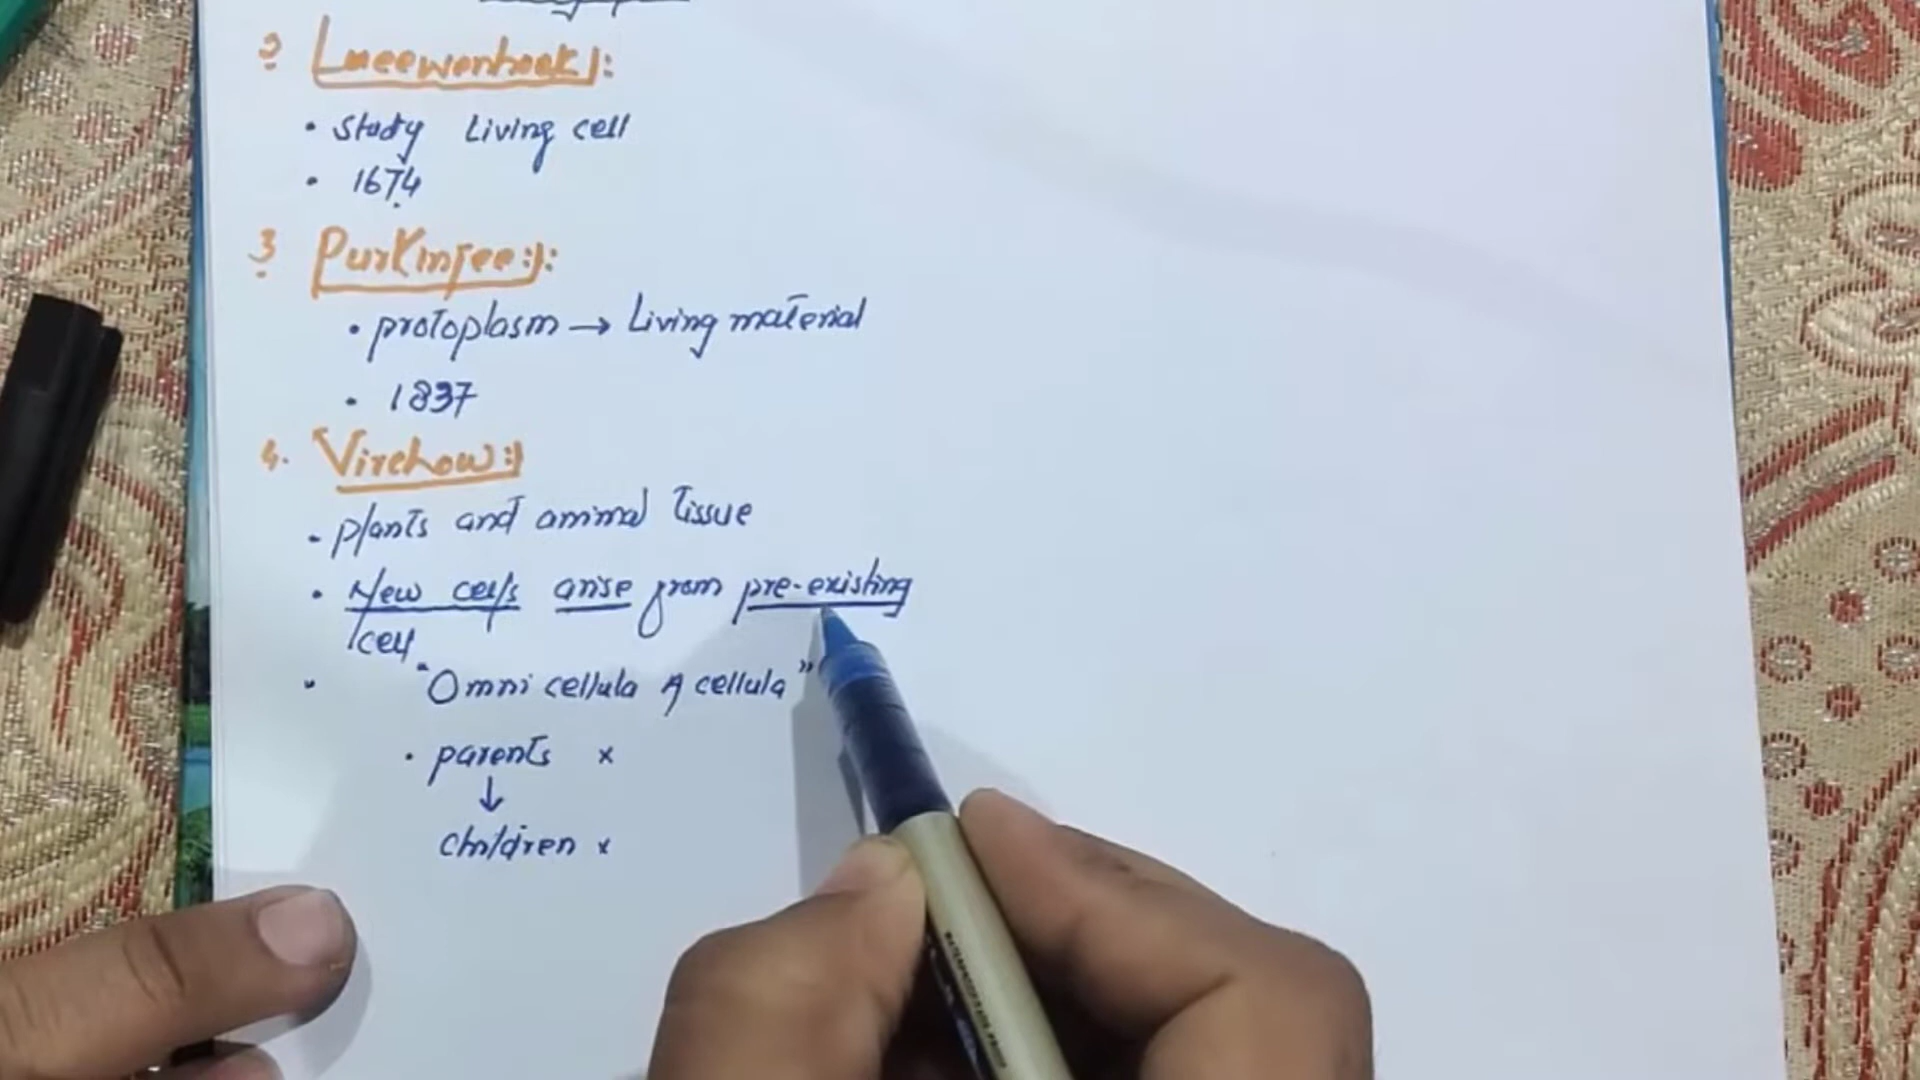 2 Leeewenhoek):
• Study Living cell
• 1674
3 Purkinjee:):
• protoplasm → Living material
• 1837
4. Virchow:)
• plants and animal tissue
• New cells arise from pre-existing
cell
• "Omni cellula A cellula"
• parents x
↓
children x